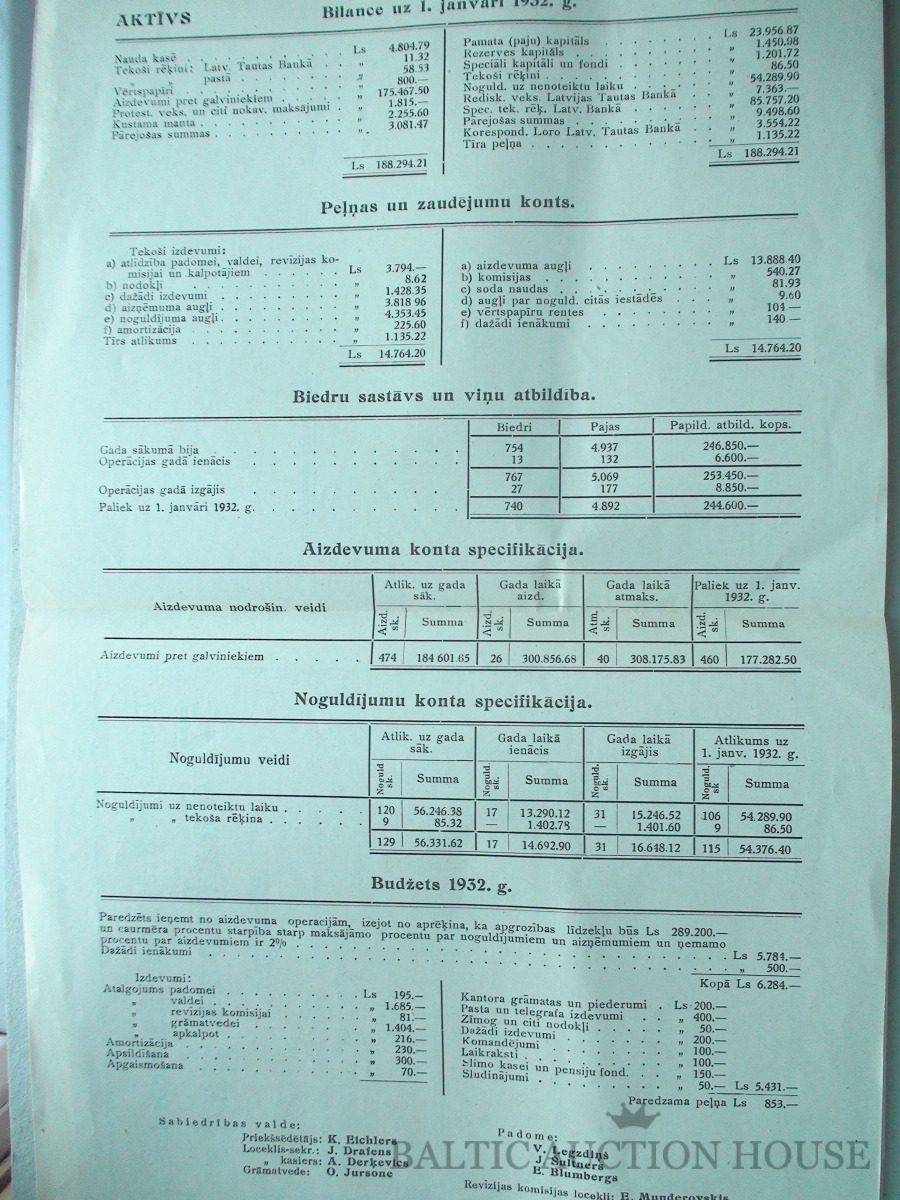 AKTĪVS
Bilance uz 1. janvāri 1932. g.
Nauda kasē Ls 4.804.79
Tekoši rēķini: Latv. Tautas Bankā „ 11.32
„ „ pastā „ 58.53
Vērtspapīri „ 800.—
Aizdevumi pret galviniekiem „ 175.467.50
Protest. veks. un citi nokav. maksājumi „ 1.815.—
Kustama manta „ 2.255.60
Pārejošas summas „ 3.081.47
Ls 188.294.21
Pamata (paju) kapitāls Ls 23.956.87
Rezerves kapitāls „ 1.450.98
Speciāli kapitāli un fondi „ 1.201.72
Tekoši rēķini „ 86.50
Noguld. uz nenoteiktu laiku „ 54.289.90
Redisk. veks. Latvijas Tautas Bankā „ 7.363.—
Spec. tek. rēķ. Latv. Bankā „ 85.757.20
Pārejošas summas „ 9.498.60
Korespond. Loro Latv. Tautas Bankā „ 3.554.22
Tīra peļņa „ 1.135.22
Ls 188.294.21
Peļņas un zaudējumu konts.
Tekoši izdevumi:
a) atlīdzība padomei, valdei, revīzijas ko-
misijai un kalpotājiem Ls 3.794.—
b) nodokļi „ 8.62
c) dažādi izdevumi „ 1.428.35
d) aizņēmuma augļi „ 3.818 96
e) noguldījuma augļi „ 4.353.45
f) amortizācija „ 225.60
Tīrs atlikums „ 1.135.22
Ls 14.764.20
a) aizdevuma augļi Ls 13.888.40
b) komisijas „ 540.27
c) soda naudas „ 81.93
d) augļi par noguld. citās iestādēs „ 9.60
e) vērtspapīru rentes „ 104 —
f) dažādi ienākumi „ 140.—
Ls 14.764.20
Biedru sastāvs un viņu atbildība.
Biedri Pajas Papild. atbild. kops.
Gada sākumā bija 754 4.937 246.850.—
Operācijas gadā ienācis 13 132 6.600.—
767 5.069 253.450.—
Operācijas gadā izgājis 27 177 8.850.—
Paliek uz 1. janvāri 1932. g. 740 4.892 244.600.—
Aizdevuma konta specifikācija.
Aizdevuma nodrošin. veidi
Atlik. uz gada sāk.
Gada laikā aizd.
Gada laikā atmaks.
Paliek uz 1. janv. 1932. g.
Aizd. sk. Summa Aizd. sk. Summa Atm. sk. Summa Aizd. sk. Summa
Aizdevumi pret galviniekiem 474 184 601.65 26 300.856.68 40 308.175.83 460 177.282.50
Noguldījumu konta specifikācija.
Noguldījumu veidi
Atlik. uz gada sāk.
Gada laikā ienācis
Gada laikā izgājis
Atlikums uz 1. janv. 1932. g.
Noguld. sk. Summa Noguld. sk. Summa Noguld. sk. Summa Noguld. sk. Summa
Noguldījumi uz nenoteiktu laiku 120 56.246.38 17 13.290.12 31 15.246.52 106 54.289.90
„ „ tekoša rēķina 9 85.32 — 1.402.78 — 1.401.60 9 86.50
129 56.331.62 17 14.692.90 31 16.648.12 115 54.376.40
Budžets 1932. g.
Paredzēts ieņemt no aizdevuma operacijām, izejot no aprēķina, ka apgrozības līdzekļu būs Ls 289.200.—
un caurmēra procentu starpība starp maksājamo procentu par noguldījumiem un aizņēmumiem un ņemamo
procentu par aizdevumiem ir 2% Ls 5.784.—
Dažādi ienākumi „ 500.—
Kopā Ls 6.284.—
Izdevumi:
Atalgojums padomei Ls 195.—
„ valdei „ 1.685.—
„ revīzijas komisijai „ 81.—
„ grāmatvedei „ 1.404.—
„ apkalpot „ 216.—
Amortizācija „ 230.—
Apsildīšana „ 300.—
Apgaismošana „ 70.—
Kantora grāmatas un piederumi Ls 200.—
Pasta un telegrafa izdevumi „ 400.—
Zīmog un citi nodokļi „ 50.—
Dažādi izdevumi „ 200.—
Komandējumi „ 100.—
Laikraksti „ 100.—
Slimo kasei un pensiju fond. „ 150.—
Sludinājumi „ 50.— Ls 5.431.—
Paredzama peļņa Ls 853.—
Sabiedrības valde:
Priekšsēdētājs: K. Eichlers
Loceklis-sekr.: J. Drafens
„ kasiers: A. Derķevics
Grāmatvede: O. Jursone
Padome:
V. Legzdiņš
J. Šultners
E. Blumbergs
Revīzijas komisijas locekli: E. Munderovskis
BALTIC AUCTION HOUSE